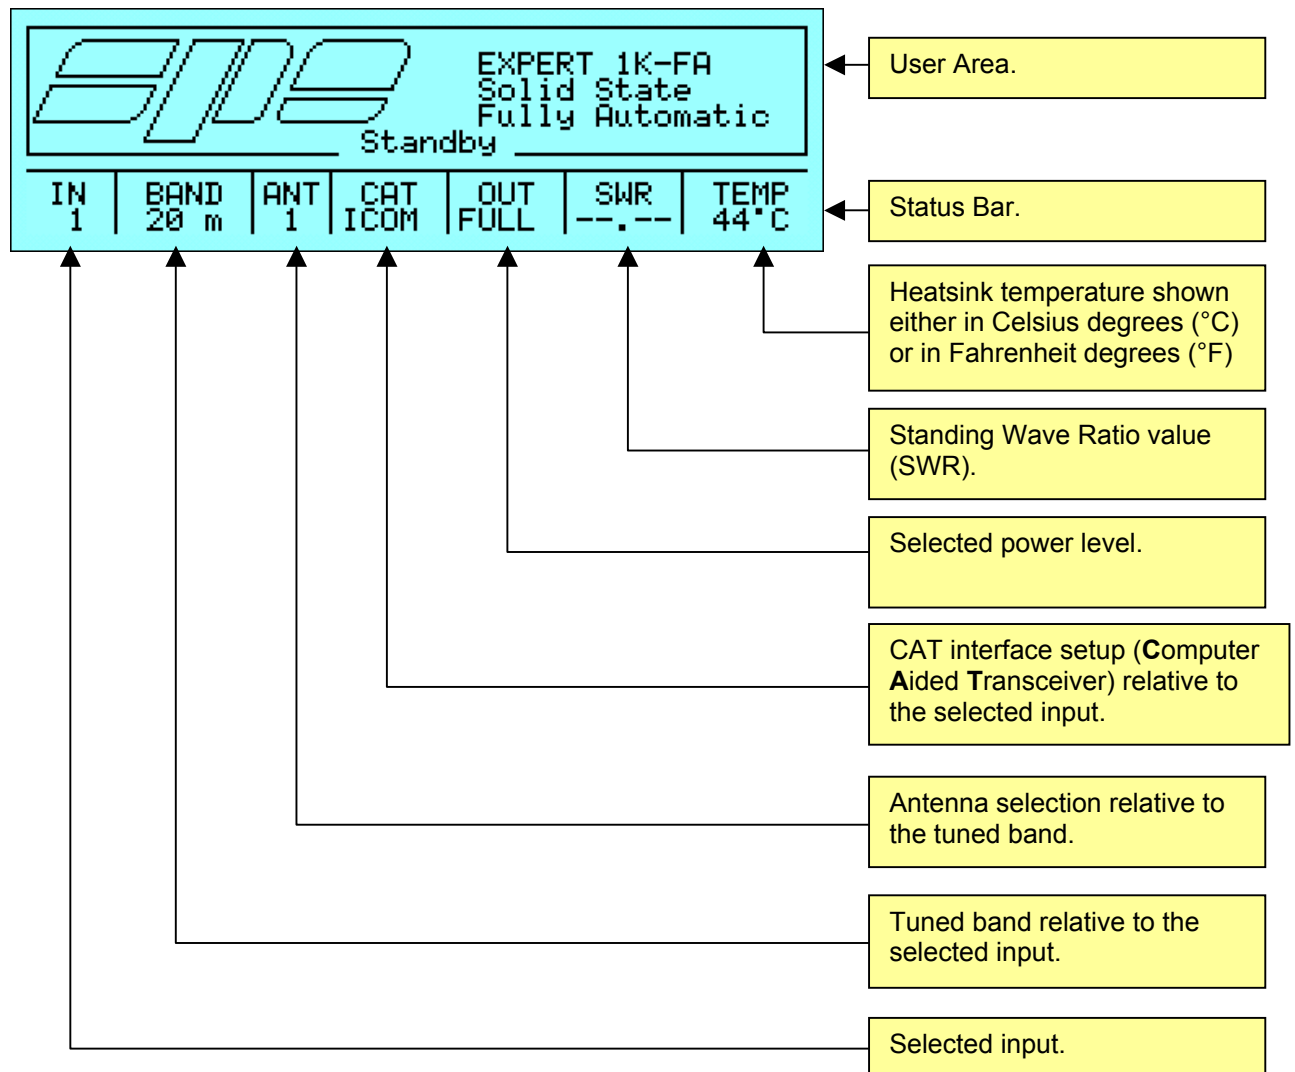 spe
EXPERT 1K-FA
Solid State
Fully Automatic
Standby
IN BAND ANT CAT OUT SWR TEMP
1 20 m 1 ICOM FULL --.-- 44°C
User Area.
Status Bar.
Heatsink temperature shown
either in Celsius degrees (°C)
or in Fahrenheit degrees (°F)
Standing Wave Ratio value
(SWR).
Selected power level.
CAT interface setup (Computer
Aided Transceiver) relative to
the selected input.
Antenna selection relative to
the tuned band.
Tuned band relative to the
selected input.
Selected input.